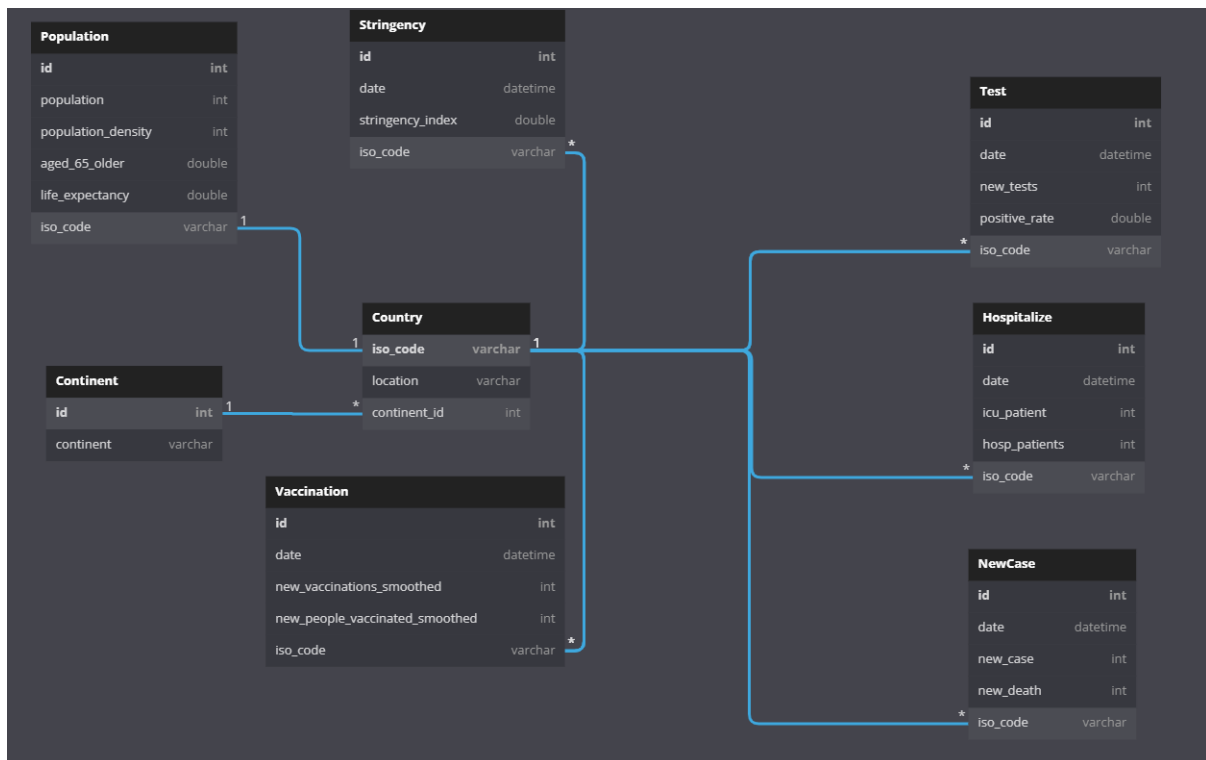 Population
id int
population int
population_density int
aged_65_older double
life_expectancy double
iso_code varchar
1
Stringency
id int
date datetime
stringency_index double
iso_code varchar
*
Test
id int
date datetime
new_tests int
positive_rate double
* iso_code varchar
Country
1 iso_code varchar 1
location varchar
* continent_id int
Continent
id int 1
continent varchar
Hospitalize
id int
date datetime
icu_patient int
hosp_patients int
* iso_code varchar
Vaccination
id int
date datetime
new_vaccinations_smoothed int
new_people_vaccinated_smoothed int
iso_code varchar *
NewCase
id int
date datetime
new_case int
new_death int
* iso_code varchar